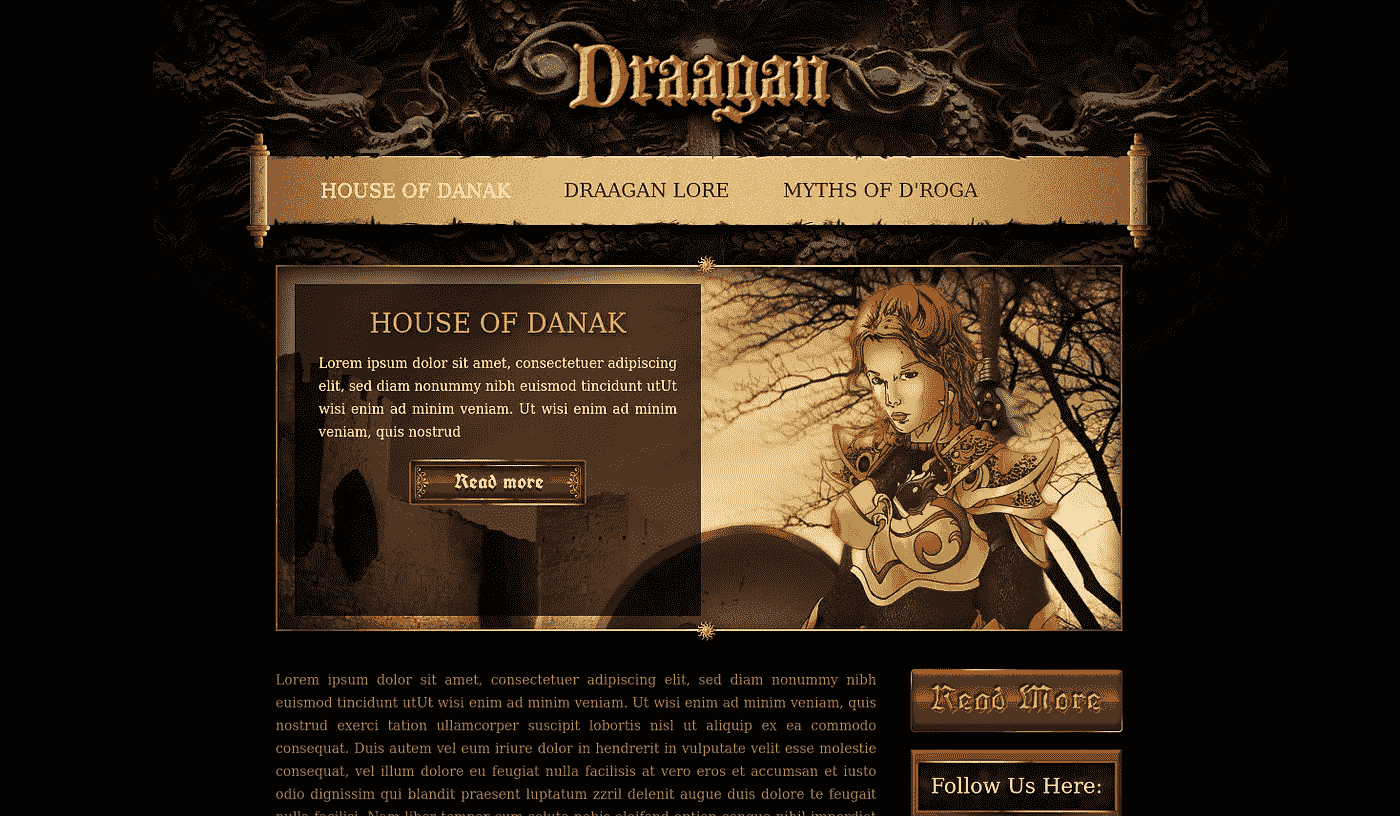 Draagan
HOUSE OF DANAK
DRAAGAN LORE
MYTHS OF D'ROGA
HOUSE OF DANAK
Lorem ipsum dolor sit amet, consectetuer adipiscing
elit, sed diam nonummy nibh euismod tincidunt utUt
wisi enim ad minim veniam. Ut wisi enim ad minim
veniam, quis nostrud
Read more
Lorem ipsum dolor sit amet, consectetuer adipiscing elit, sed diam nonummy nibh
euismod tincidunt utUt wisi enim ad minim veniam. Ut wisi enim ad minim veniam, quis
nostrud exerci tation ullamcorper suscipit lobortis nisl ut aliquip ex ea commodo
consequat. Duis autem vel eum iriure dolor in hendrerit in vulputate velit esse molestie
consequat, vel illum dolore eu feugiat nulla facilisis at vero eros et accumsan et iusto
odio dignissim qui blandit praesent luptatum zzril delenit augue duis dolore te feugait
Read More
Follow Us Here: